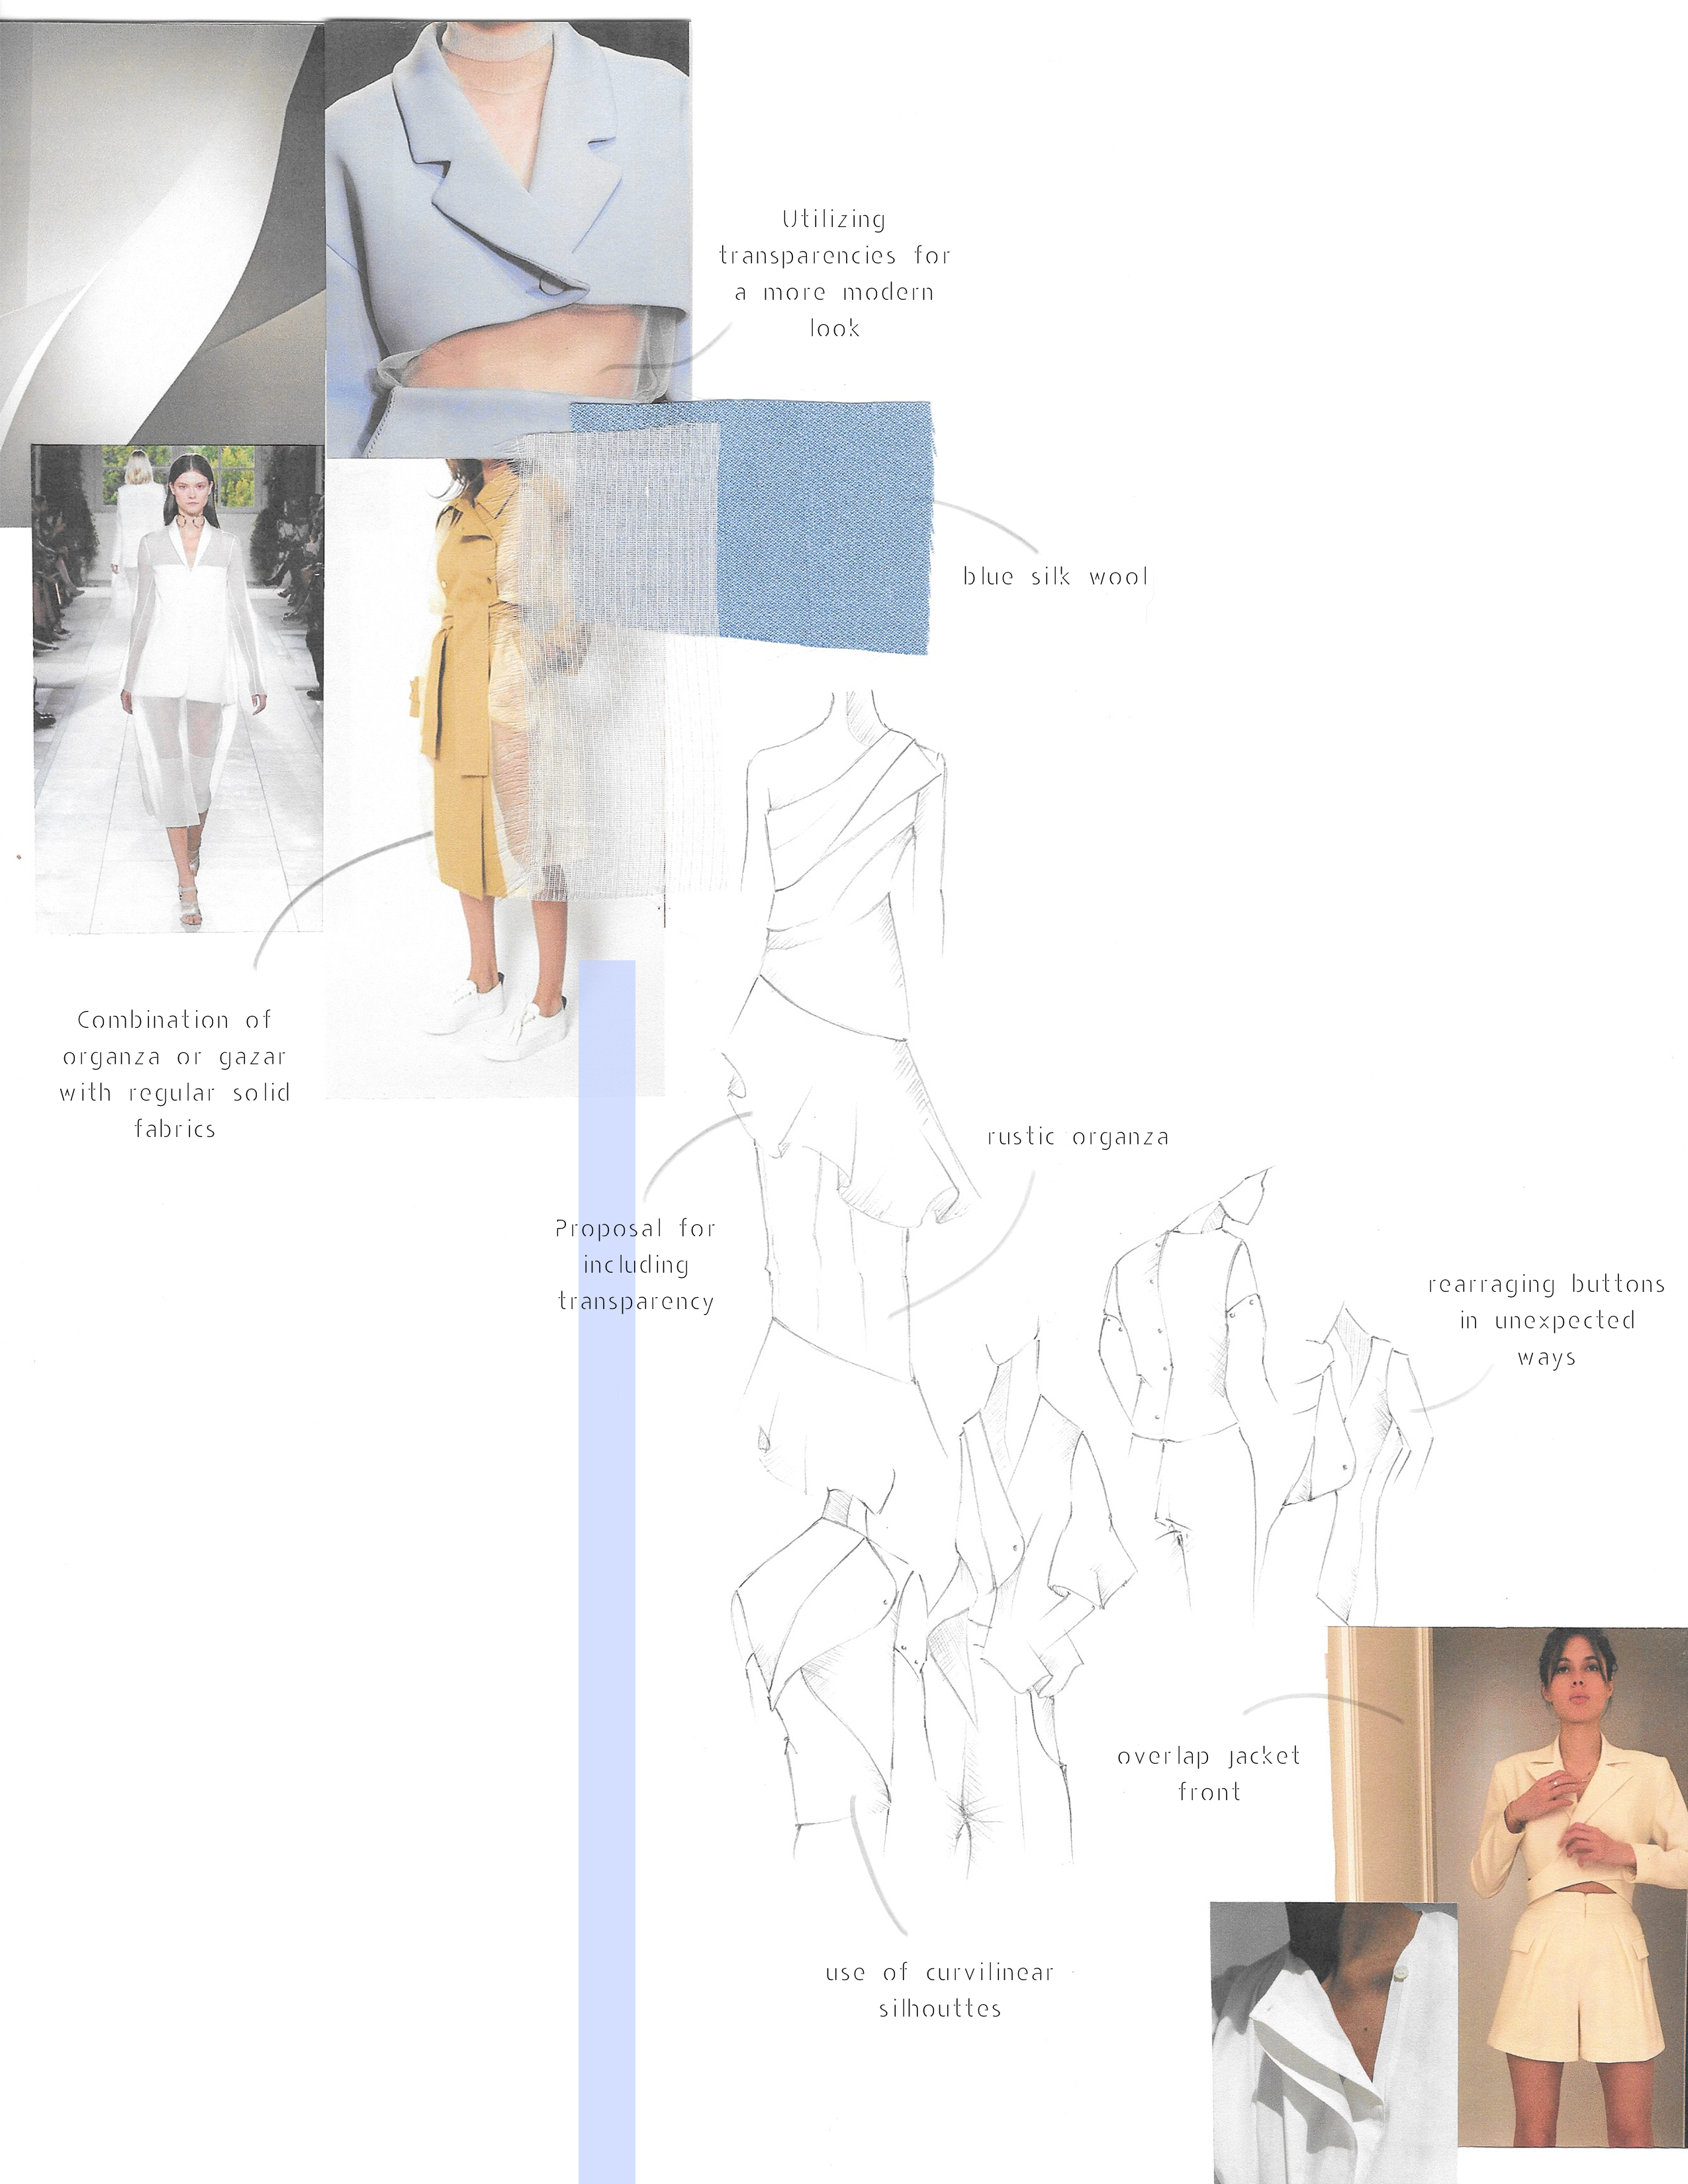 Utilizing
transparencies for
a more modern
look
blue silk wool
Combination of
organza or gazar
with regular solid
fabrics
rustic organza
Proposal for
including
transparency
rearraging buttons
in unexpected
ways
overlap jacket
front
use of curvilinear
silhouttes